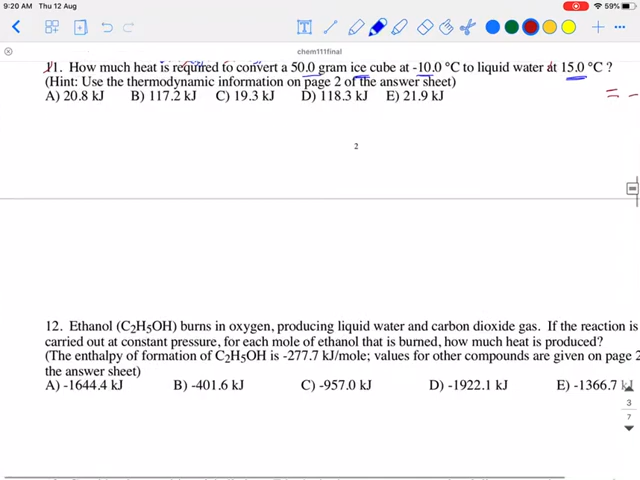 9:20 AM Thu 12 Aug
59%
chem111final
11. How much heat is required to convert a 50.0 gram ice cube at -10.0 °C to liquid water at 15.0 °C ?
(Hint: Use the thermodynamic information on page 2 of the answer sheet)
A) 20.8 kJ B) 117.2 kJ C) 19.3 kJ D) 118.3 kJ E) 21.9 kJ
= -
2
12. Ethanol (C2H5OH) burns in oxygen, producing liquid water and carbon dioxide gas. If the reaction is
carried out at constant pressure, for each mole of ethanol that is burned, how much heat is produced?
(The enthalpy of formation of C2H5OH is -277.7 kJ/mole; values for other compounds are given on page 2
the answer sheet)
A) -1644.4 kJ B) -401.6 kJ C) -957.0 kJ D) -1922.1 kJ E) -1366.7 kJ
3
7